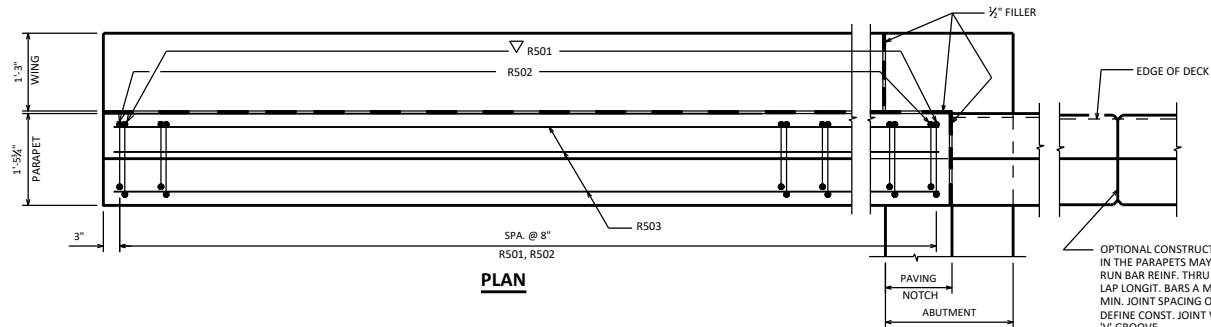 ½" FILLER
R501
R502
EDGE OF DECK
1'-3"
WING
1'-5¾"
PARAPET
R503
3"
SPA. @ 8"
R501, R502
PLAN
PAVING
NOTCH
ABUTMENT
OPTIONAL CONSTRUCT
IN THE PARAPETS MAY
RUN BAR REINF. THRU
LAP LONGIT. BARS A M
MIN. JOINT SPACING O
DEFINE CONST. JOINT W
'V' GROOVE